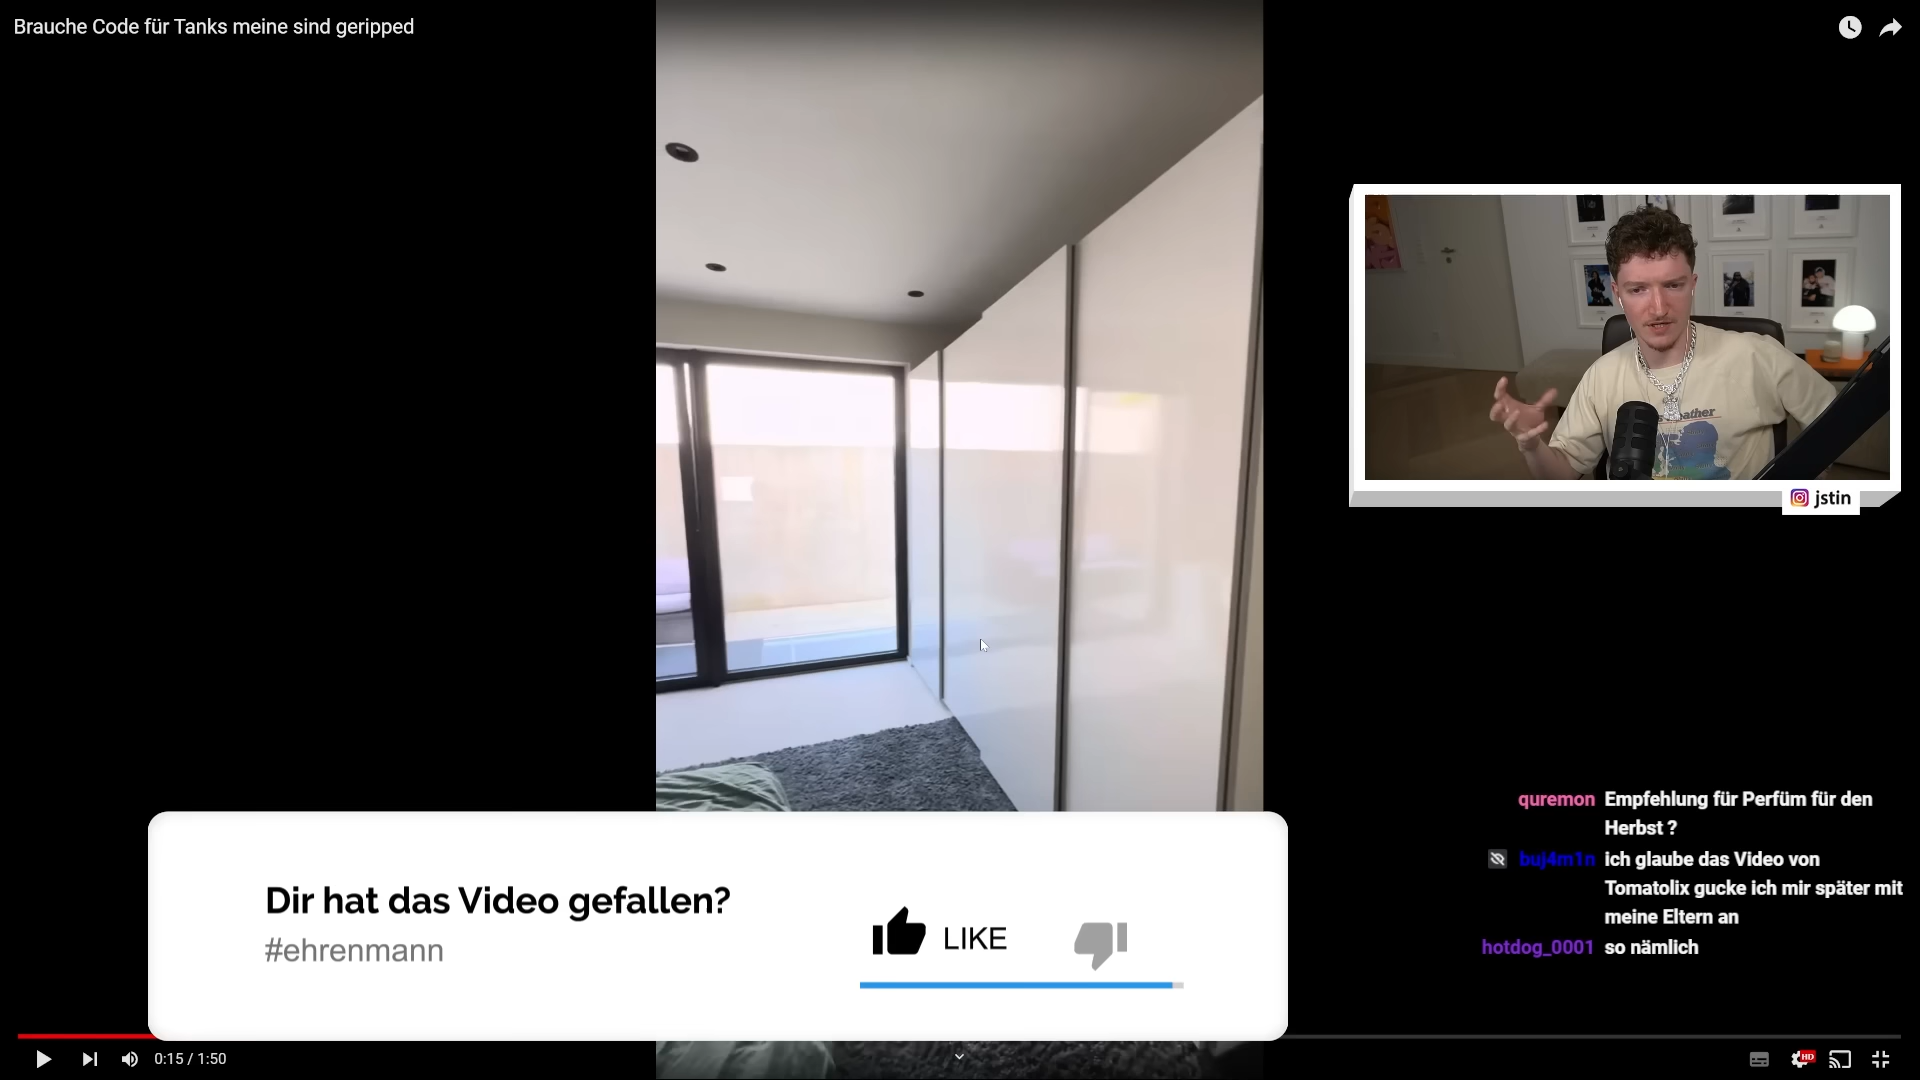 Brauche Code für Tanks meine sind geripped
eather
jstin
quremon Empfehlung für Perfüm für den
Herbst ?
buj4m1n ich glaube das Video von
Tomatolix gucke ich mir später mit
meine Eltern an
hotdog_0001 so nämlich
Dir hat das Video gefallen?
#ehrenmann
LIKE
0:15 / 1:50
HD